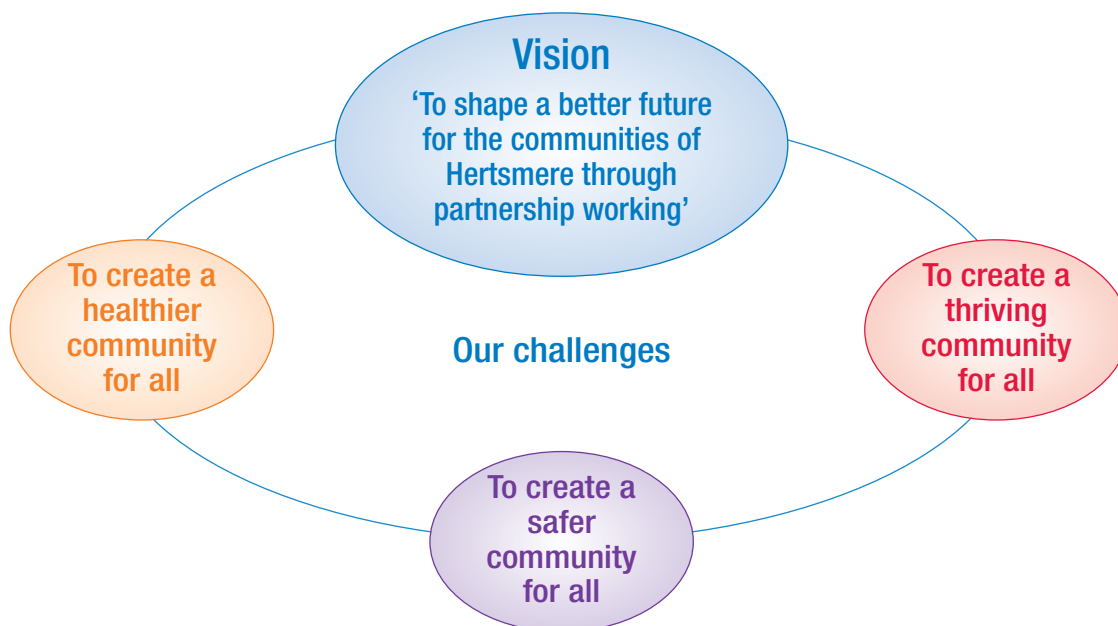 Vision
‘To shape a better future
for the communities of
Hertsmere through
partnership working’
To create a
healthier
community
for all
Our challenges
To create a
thriving
community
for all
To create a
safer
community
for all